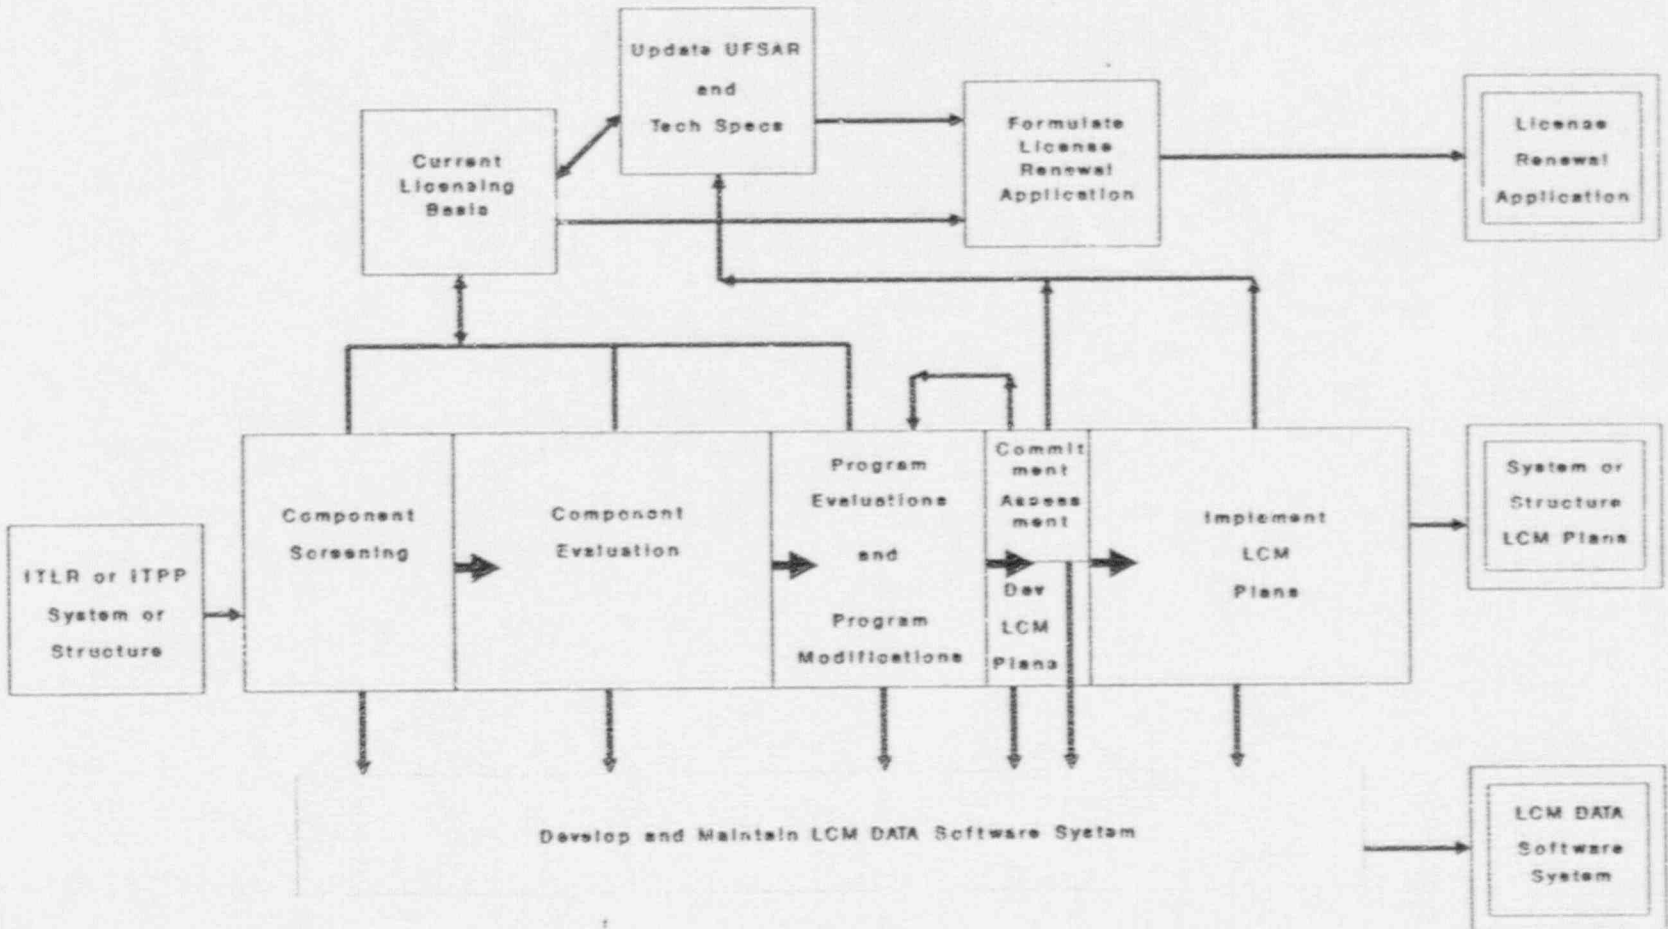 Update UFSAR
and
Tech Specs
Current
Licensing
Basis
Formulate
License
Renewal
Application
License
Renewal
Application
ITLR or ITPP
System or
Structure
Component
Screening
Component
Evaluation
Program
Evaluations
and
Program
Modifications
Commit
ment
Assess
ment
Dev
LCM
Plans
Implement
LCM
Plans
System or
Structure
LCM Plans
Develop and Maintain LCM DATA Software System
LCM DATA
Software
System